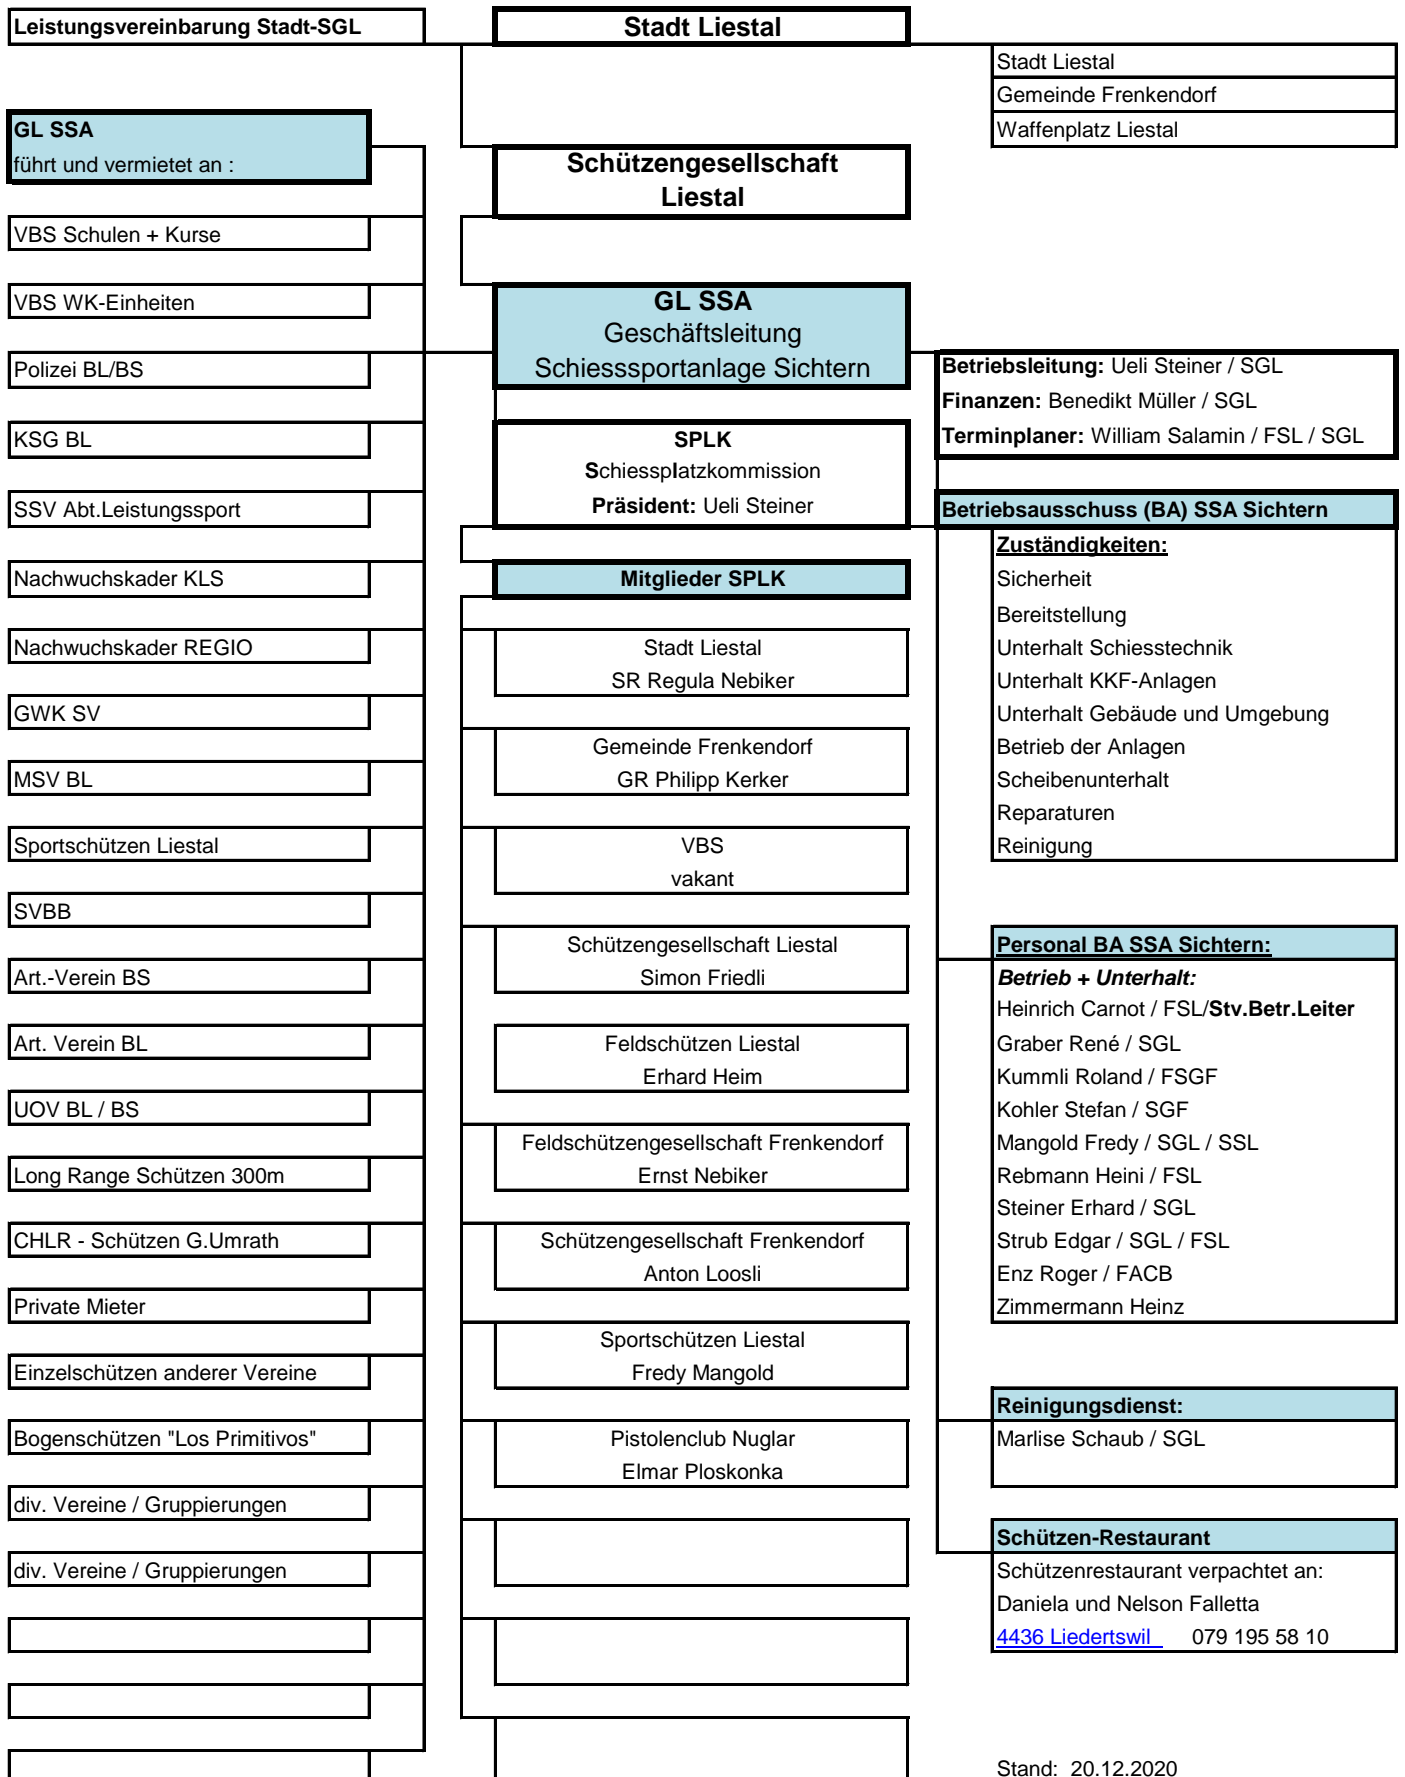 Leistungsvereinbarung Stadt-SGL
Stadt Liestal
Stadt Liestal
Gemeinde Frenkendorf
Waffenplatz Liestal
GL SSA
führt und vermietet an :
VBS Schulen + Kurse
VBS WK-Einheiten
Polizei BL/BS
KSG BL
SSV Abt.Leistungssport
Nachwuchskader KLS
Nachwuchskader REGIO
GWK SV
MSV BL
Sportschützen Liestal
SVBB
Art.-Verein BS
Art. Verein BL
UOV BL / BS
Long Range Schützen 300m
CHLR - Schützen G.Umrath
Private Mieter
Einzelschützen anderer Vereine
Bogenschützen "Los Primitivos"
div. Vereine / Gruppierungen
div. Vereine / Gruppierungen
Schützengesellschaft
Liestal
GL SSA
Geschäftsleitung
Schiesssportanlage Sichtern
SPLK
Schiessplatzkommission
Präsident: Ueli Steiner
Mitglieder SPLK
Stadt Liestal
SR Regula Nebiker
Gemeinde Frenkendorf
GR Philipp Kerker
VBS
vakant
Schützengesellschaft Liestal
Simon Friedli
Feldschützen Liestal
Erhard Heim
Feldschützengesellschaft Frenkendorf
Ernst Nebiker
Schützengesellschaft Frenkendorf
Anton Loosli
Sportschützen Liestal
Fredy Mangold
Pistolenclub Nuglar
Elmar Ploskonka
Betriebsleitung: Ueli Steiner / SGL
Finanzen: Benedikt Müller / SGL
Terminplaner: William Salamin / FSL / SGL
Betriebsausschuss (BA) SSA Sichtern
Zuständigkeiten:
Sicherheit
Bereitstellung
Unterhalt Schiesstechnik
Unterhalt KKF-Anlagen
Unterhalt Gebäude und Umgebung
Betrieb der Anlagen
Scheibenunterhalt
Reparaturen
Reinigung
Personal BA SSA Sichtern:
Betrieb + Unterhalt:
Heinrich Carnot / FSL/Stv.Betr.Leiter
Graber René / SGL
Kummli Roland / FSGF
Kohler Stefan / SGF
Mangold Fredy / SGL / SSL
Rebmann Heini / FSL
Steiner Erhard / SGL
Strub Edgar / SGL / FSL
Enz Roger / FACB
Zimmermann Heinz
Reinigungsdienst:
Marlise Schaub / SGL
Schützen-Restaurant
Schützenrestaurant verpachtet an:
Daniela und Nelson Falletta
4436 Liedertswil 079 195 58 10
Stand: 20.12.2020